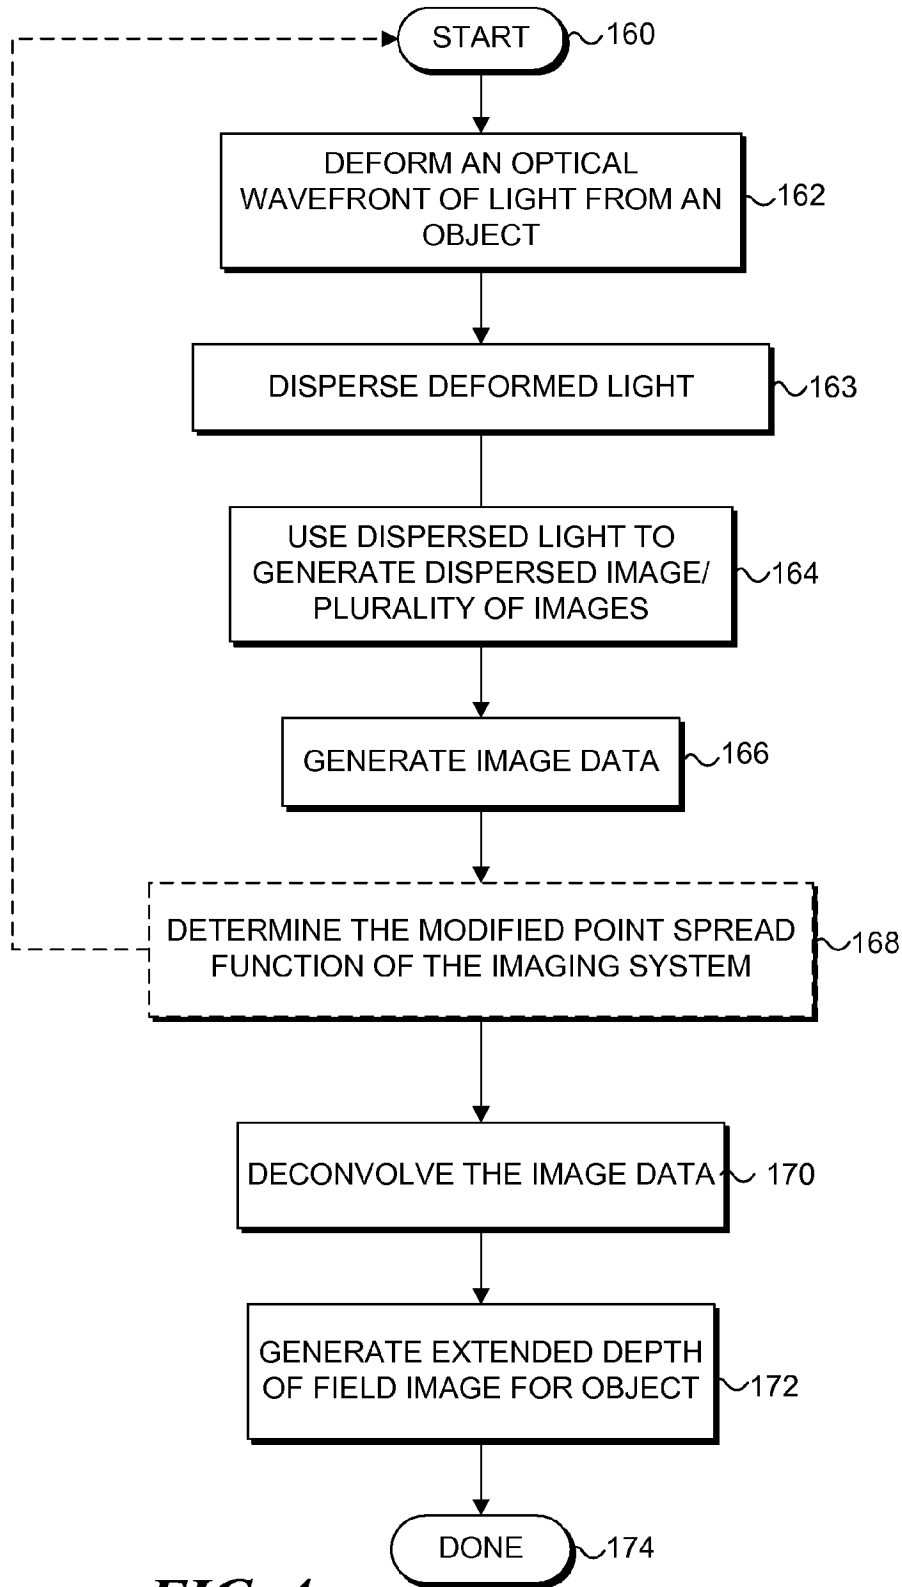 START
160
DEFORM AN OPTICAL
WAVEFRONT OF LIGHT FROM AN
OBJECT
162
DISPERSE DEFORMED LIGHT
163
USE DISPERSED LIGHT TO
GENERATE DISPERSED IMAGE/
PLURALITY OF IMAGES
164
GENERATE IMAGE DATA
166
DETERMINE THE MODIFIED POINT SPREAD
FUNCTION OF THE IMAGING SYSTEM
168
DECONVOLVE THE IMAGE DATA
170
GENERATE EXTENDED DEPTH
OF FIELD IMAGE FOR OBJECT
172
DONE
174
FIG. 4